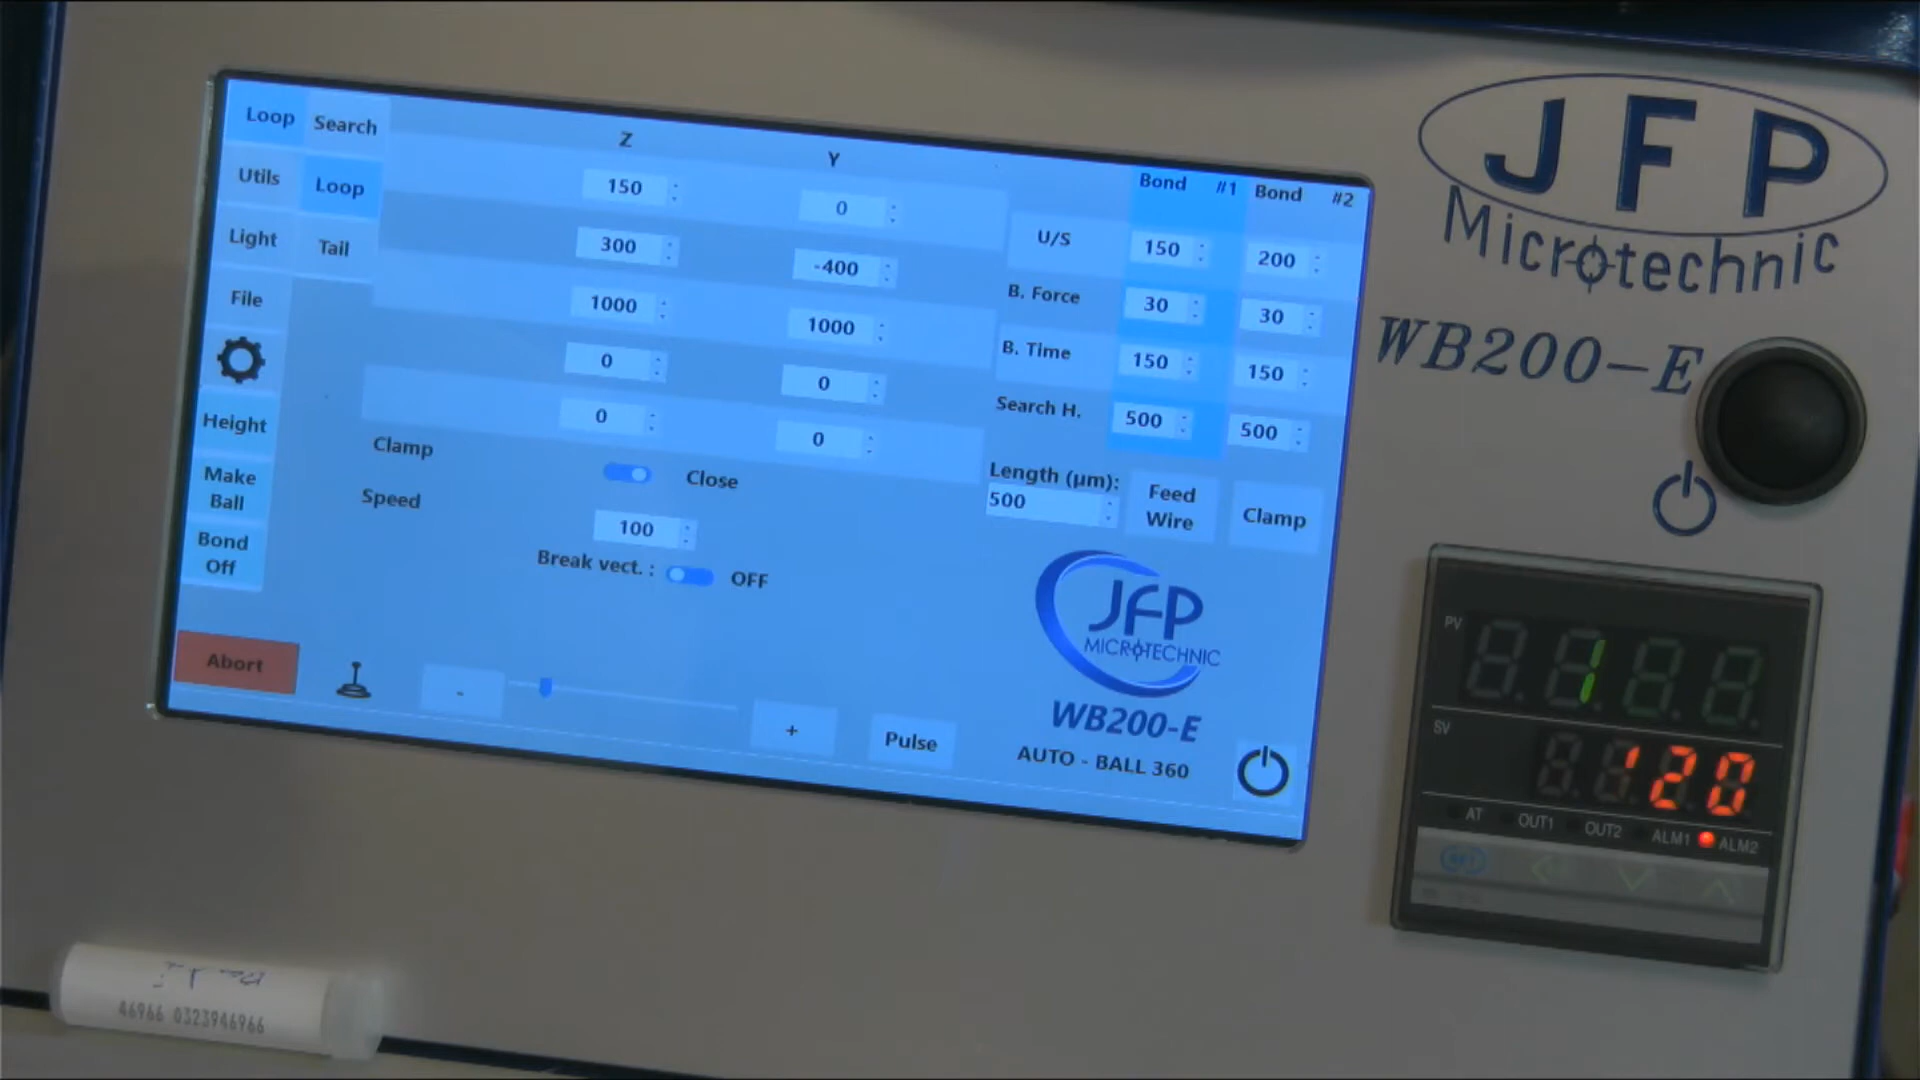 Loop Search
Z Y
Bond #1 Bond #2
Utils Loop
150 0
U/S 150 200
Light Tail
300 -400
B. Force 30 30
File
1000 1000
B. Time 150 150
0 0
Search H. 500 500
Height
0 0
Clamp Close
Length (µm):
500
Feed
Wire
Clamp
Make
Ball
Speed 100
Bond
Off
Break vect. : OFF
JFP
MICROTECHNIC
WB200-E
AUTO - BALL 360
Abort
- + Pulse
JFP
Microtechnic
WB200-E
PV 1
SV 120
AT OUT1 OUT2 ALM1 ALM2
46966 0323946966